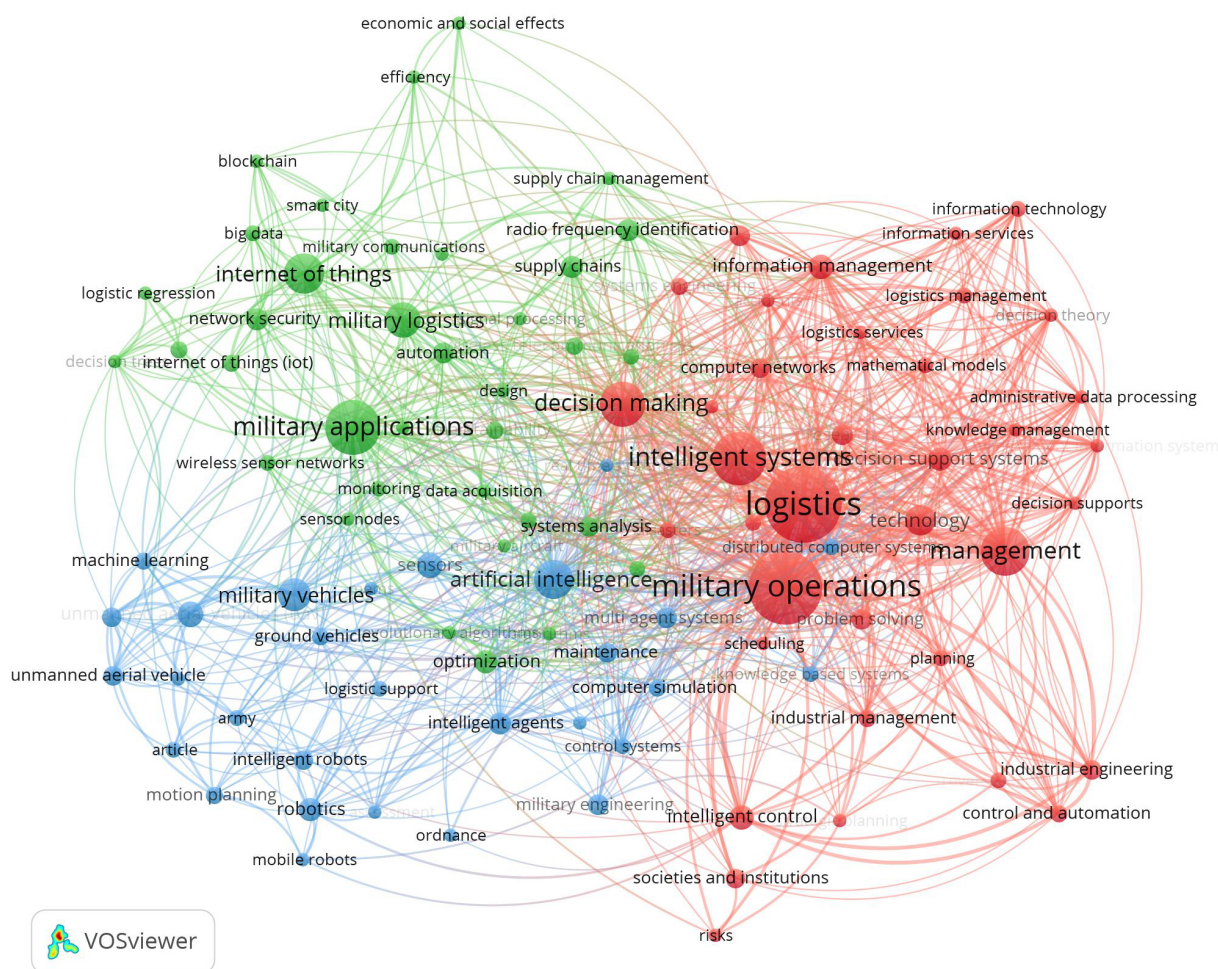 economic and social effects
efficiency
blockchain
supply chain management
smart city
information technology
big data
military communications
radio frequency identification
information services
internet of things
supply chains
information management
systems engineering
logistic regression
logistics management
network security
military logistics
decision theory
logistics services
automation
internet of things (iot)
computer networks
mathematical models
design
decision making
administrative data processing
military applications
knowledge management
intelligent systems
decision support systems
wireless sensor networks
monitoring
data acquisition
logistics
decision supports
sensor nodes
systems analysis
technology
military aircraft
distributed computer systems
management
machine learning
sensors
artificial intelligence
military operations
military vehicles
multi agent systems
problem solving
ground vehicles
evolutionary algorithms
scheduling
maintenance
optimization
planning
unmanned aerial vehicle
knowledge based systems
logistic support
computer simulation
army
intelligent agents
industrial management
article
control systems
intelligent robots
industrial engineering
motion planning
robotics
military engineering
intelligent control
control and automation
ordnance
mobile robots
societies and institutions
risks
VOSviewer